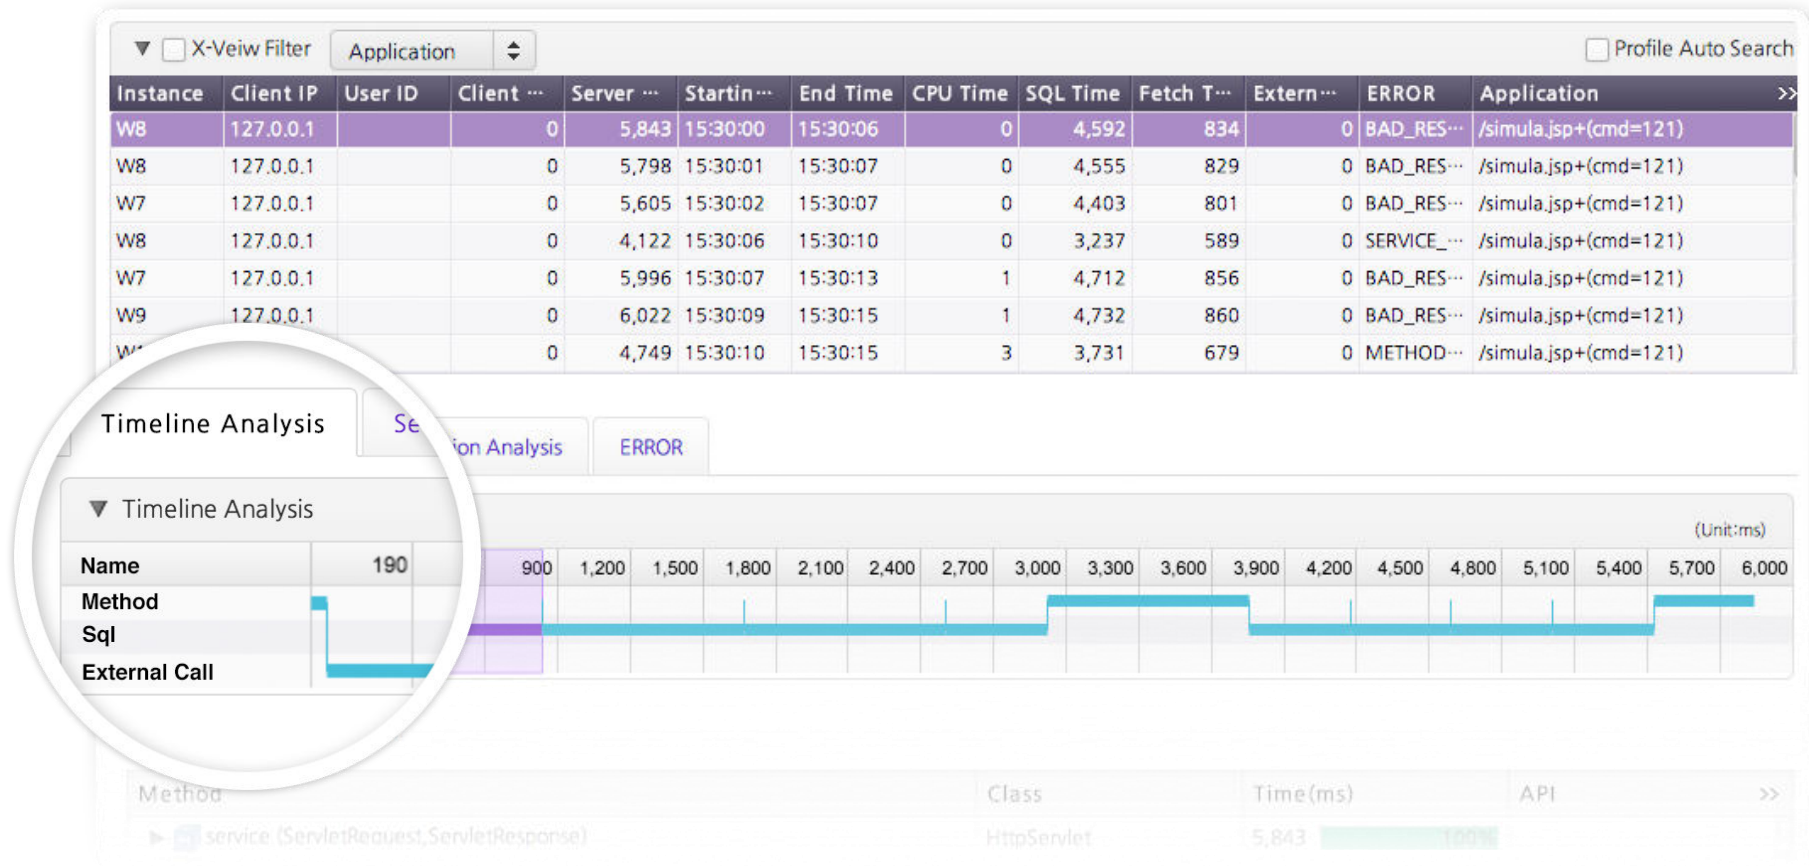 X-Veiw Filter Application Profile Auto Search
Instance Client IP User ID Client ··· Server ··· Startin··· End Time CPU Time SQL Time Fetch T··· Extern··· ERROR Application >>
W8 127.0.0.1 0 5,843 15:30:00 15:30:06 0 4,592 834 0 BAD_RES··· /simula.jsp+(cmd=121)
W8 127.0.0.1 0 5,798 15:30:01 15:30:07 0 4,555 829 0 BAD_RES··· /simula.jsp+(cmd=121)
W7 127.0.0.1 0 5,605 15:30:02 15:30:07 0 4,403 801 0 BAD_RES··· /simula.jsp+(cmd=121)
W8 127.0.0.1 0 4,122 15:30:06 15:30:10 0 3,237 589 0 SERVICE_··· /simula.jsp+(cmd=121)
W7 127.0.0.1 0 5,996 15:30:07 15:30:13 1 4,712 856 0 BAD_RES··· /simula.jsp+(cmd=121)
W9 127.0.0.1 0 6,022 15:30:09 15:30:15 1 4,732 860 0 BAD_RES··· /simula.jsp+(cmd=121)
0 4,749 15:30:10 15:30:15 3 3,731 679 0 METHOD··· /simula.jsp+(cmd=121)
Timeline Analysis Se ion Analysis ERROR
Timeline Analysis
(Unit:ms)
Name 190 900 1,200 1,500 1,800 2,100 2,400 2,700 3,000 3,300 3,600 3,900 4,200 4,500 4,800 5,100 5,400 5,700 6,000
Method
Sql
External Call
Method Class Time(ms) API >>
service (ServletRequest,ServletResponse) HttpServlet 5,843 100%